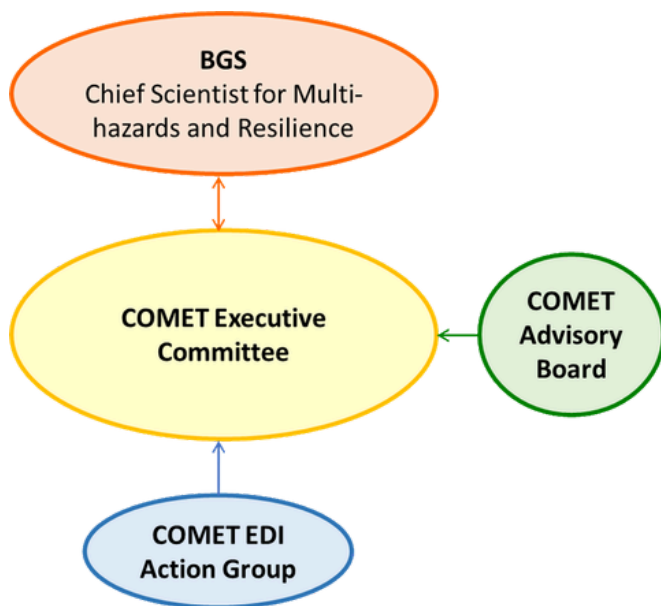 BGS
Chief Scientist for Multi-
hazards and Resilience
COMET Executive
Committee
COMET
Advisory
Board
COMET EDI
Action Group